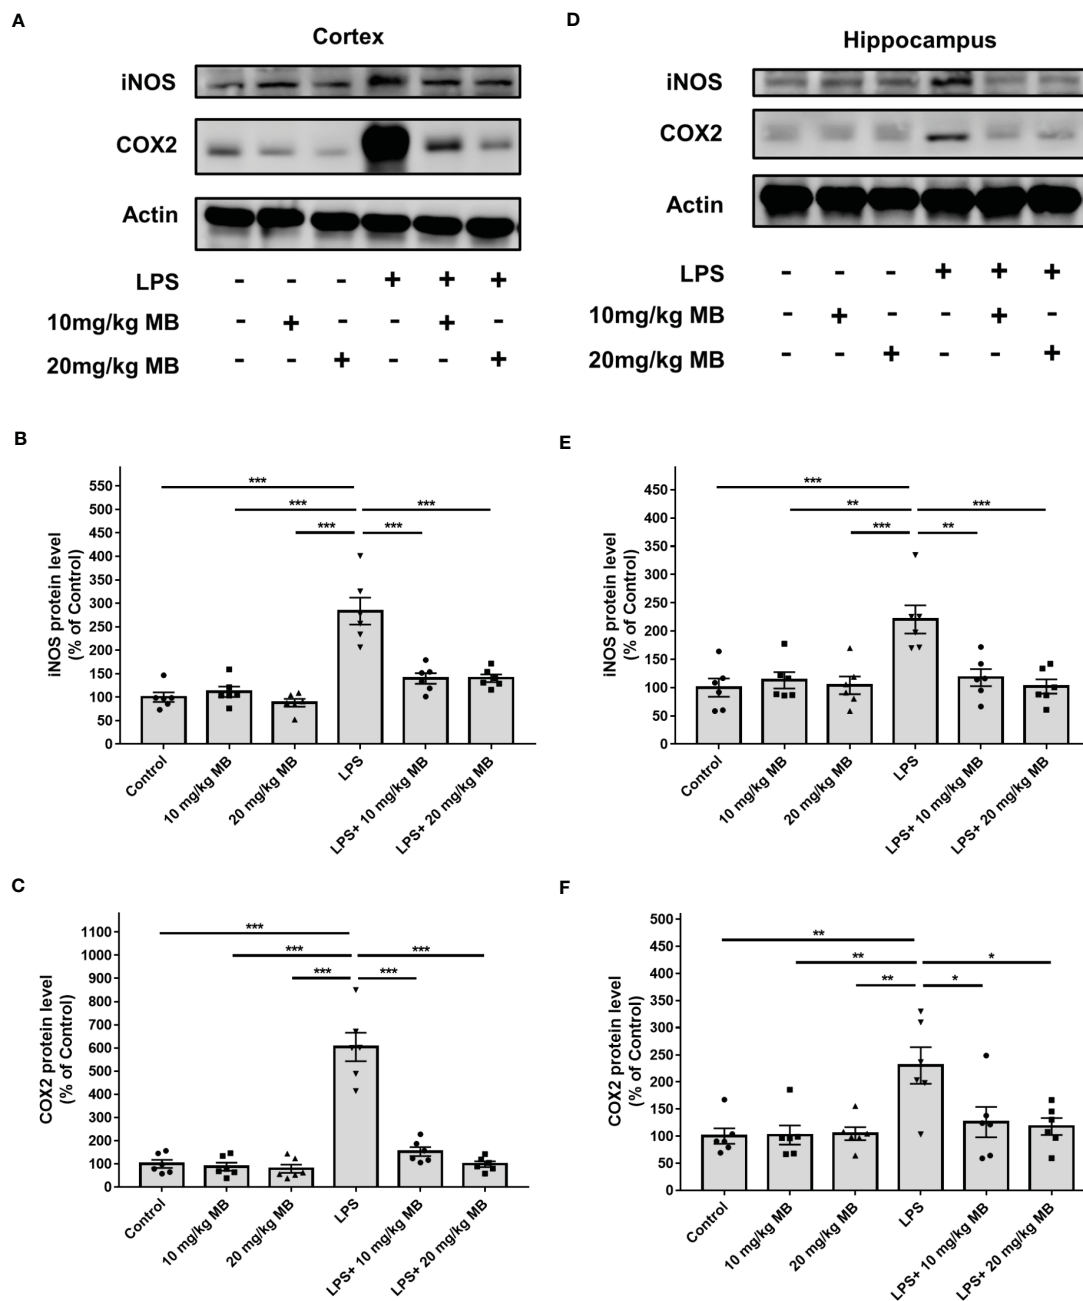 A
Cortex
iNOS
COX2
Actin
LPS - - - + + +
10mg/kg MB - + - - + -
20mg/kg MB - - + - - +
D
Hippocampus
iNOS
COX2
Actin
LPS - - - + + +
10mg/kg MB - + - - + -
20mg/kg MB - - + - - +
B
iNOS protein level
(% of Control)
550
500
450
400
350
300
250
200
150
100
50
0
***
*** ***
*** ***
Control
10 mg/kg MB
20 mg/kg MB
LPS
LPS+ 10 mg/kg MB
LPS+ 20 mg/kg MB
E
iNOS protein level
(% of Control)
450
400
350
300
250
200
150
100
50
0
***
** ***
*** **
Control
10 mg/kg MB
20 mg/kg MB
LPS
LPS+ 10 mg/kg MB
LPS+ 20 mg/kg MB
C
COX2 protein level
(% of Control)
1100
1000
900
800
700
600
500
400
300
200
100
0
***
*** ***
*** ***
Control
10 mg/kg MB
20 mg/kg MB
LPS
LPS+ 10 mg/kg MB
LPS+ 20 mg/kg MB
F
COX2 protein level
(% of Control)
500
450
400
350
300
250
200
150
100
50
0
**
** *
** *
Control
10 mg/kg MB
20 mg/kg MB
LPS
LPS+ 10 mg/kg MB
LPS+ 20 mg/kg MB